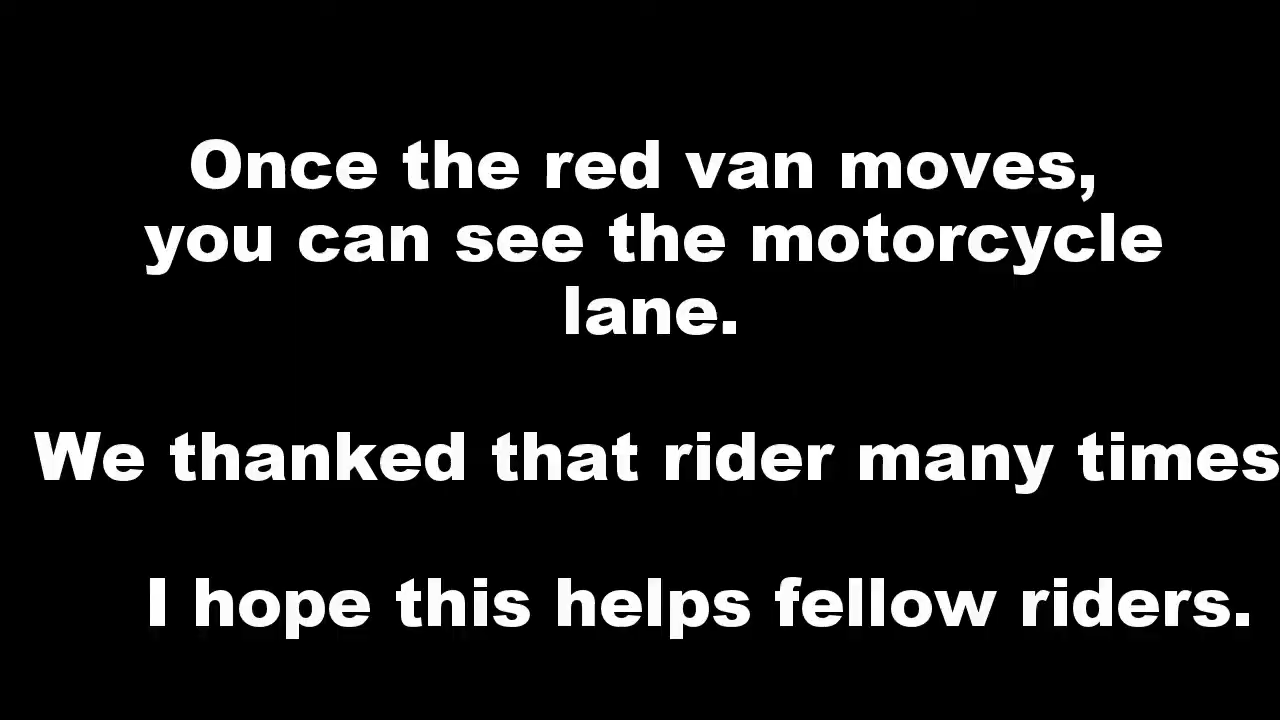 Once the red van moves,
you can see the motorcycle
lane.
We thanked that rider many times
I hope this helps fellow riders.